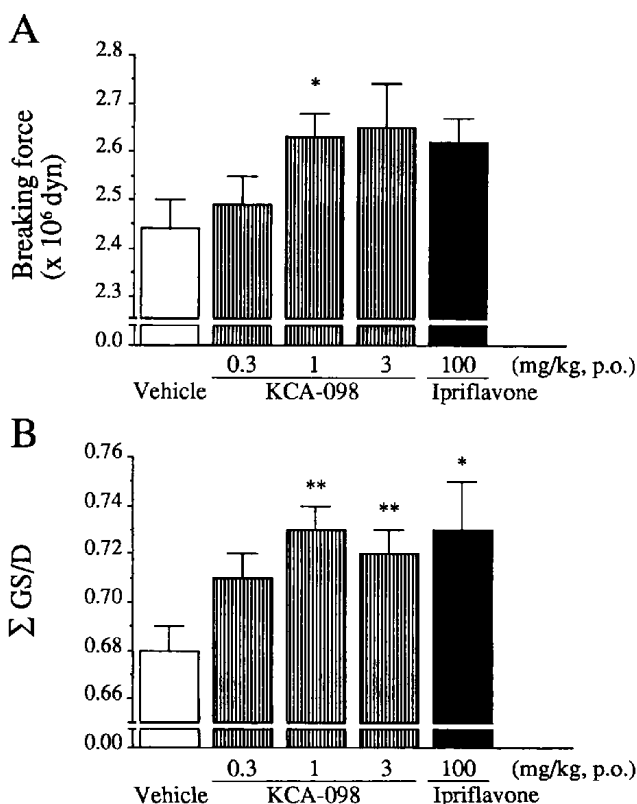 A
Breaking force
(x 10⁶ dyn)
2.8
2.7
2.6
2.5
2.4
2.3
0.0
*
0.3 1 3 100 (mg/kg, p.o.)
Vehicle KCA-098 Ipriflavone
B
Σ GS/D
0.76
0.74
0.72
0.70
0.68
0.66
0.00
** ** *
0.3 1 3 100 (mg/kg, p.o.)
Vehicle KCA-098 Ipriflavone